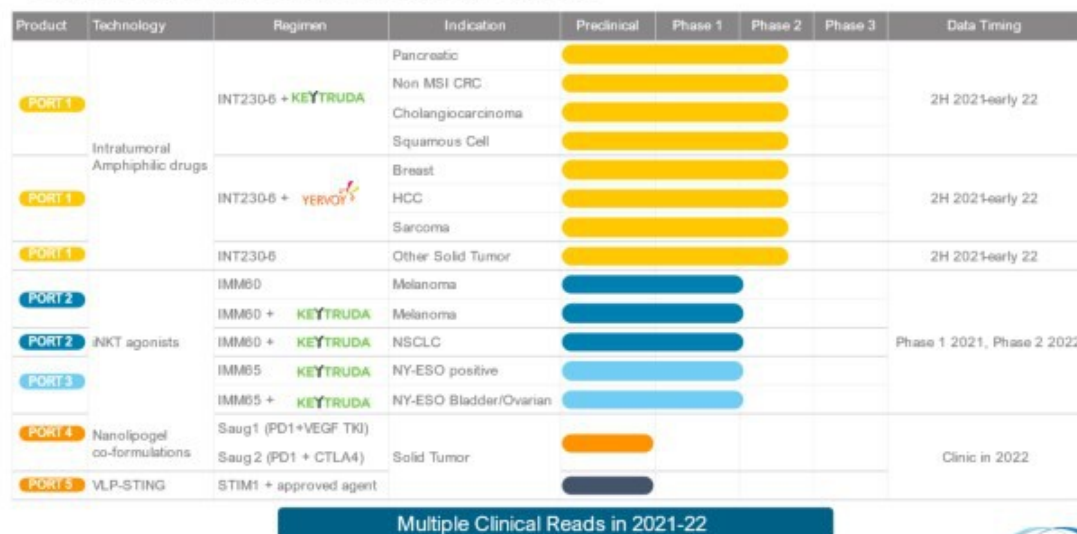 Product Technology Regimen Indication Preclinical Phase 1 Phase 2 Phase 3 Data Timing
PORT 1 Intratumoral Amphiphilic drugs INT230-6 + KEYTRUDA Pancreatic 2H 2021-early 22
Non MSI CRC
Cholangiocarcinoma
Squamous Cell
PORT 1 INT230-6 + YERVOY Breast 2H 2021-early 22
HCC
Sarcoma
PORT 1 INT230-6 Other Solid Tumor 2H 2021-early 22
PORT 2 iNKT agonists IMM60 Melanoma Phase 1 2021, Phase 2 2022
IMM60 + KEYTRUDA Melanoma
PORT 2 IMM60 + KEYTRUDA NSCLC
PORT 3 IMM65 KEYTRUDA NY-ESO positive
IMM65 + KEYTRUDA NY-ESO Bladder/Ovarian
PORT 4 Nanolipogel co-formulations Saug1 (PD1+VEGF TKI) Solid Tumor Clinic in 2022
Saug2 (PD1 + CTLA4)
PORT 5 VLP-STING STIM1 + approved agent
Multiple Clinical Reads in 2021-22